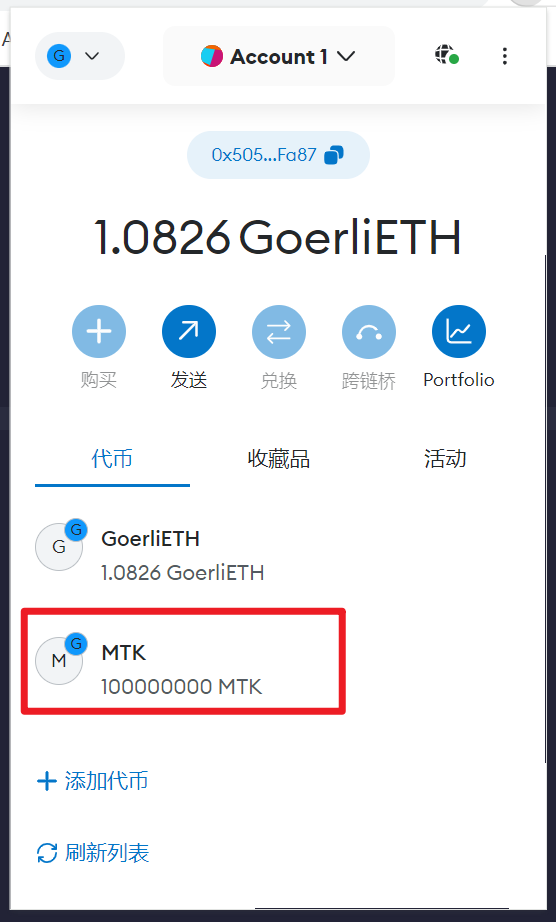 A
G
Account 1
0x505...Fa87
1.0826 GoerliETH
购买
发送
兑换
跨链桥
Portfolio
代币
收藏品
活动
G
G
GoerliETH
1.0826 GoerliETH
G
M
MTK
100000000 MTK
添加代币
刷新列表